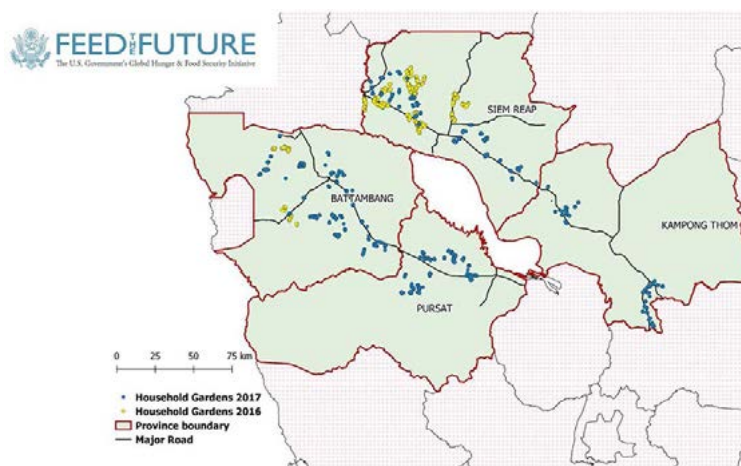 FEED THE FUTURE
The U.S. Government's Global Hunger & Food Security Initiative
SIEM REAP
BATTAMBANG
KAMPONG THOM
PURSAT
0 25 50 75 km
Household Gardens 2017
Household Gardens 2016
Province boundary
Major Road